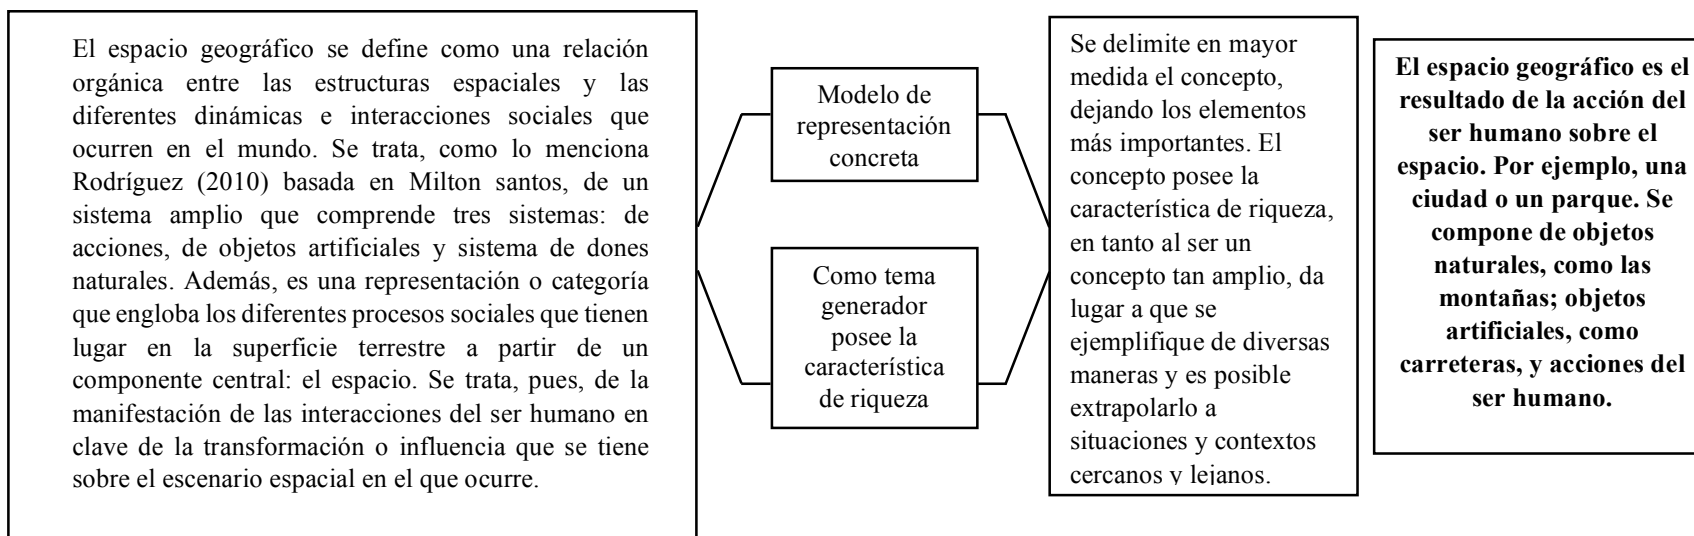 El espacio geográfico se define como una relación
orgánica entre las estructuras espaciales y las
diferentes dinámicas e interacciones sociales que
ocurren en el mundo. Se trata, como lo menciona
Rodríguez (2010) basada en Milton santos, de un
sistema amplio que comprende tres sistemas: de
acciones, de objetos artificiales y sistema de dones
naturales. Además, es una representación o categoría
que engloba los diferentes procesos sociales que tienen
lugar en la superficie terrestre a partir de un
componente central: el espacio. Se trata, pues, de la
manifestación de las interacciones del ser humano en
clave de la transformación o influencia que se tiene
sobre el escenario espacial en el que ocurre.
Modelo de
representación
concreta
Como tema
generador
posee la
característica
de riqueza
Se delimite en mayor
medida el concepto,
dejando los elementos
más importantes. El
concepto posee la
característica de riqueza,
en tanto al ser un
concepto tan amplio, da
lugar a que se
ejemplifique de diversas
maneras y es posible
extrapolarlo a
situaciones y contextos
cercanos y lejanos.
El espacio geográfico es el
resultado de la acción del
ser humano sobre el
espacio. Por ejemplo, una
ciudad o un parque. Se
compone de objetos
naturales, como las
montañas; objetos
artificiales, como
carreteras, y acciones del
ser humano.